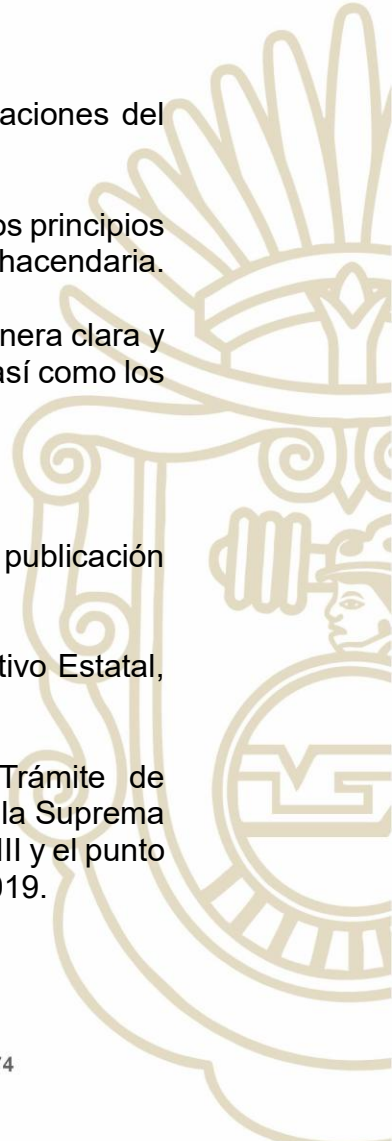 aciones del
os principios
hacendaria.
nera clara y
así como los
publicación
tivo Estatal,
Trámite de
la Suprema
III y el punto
019.
74